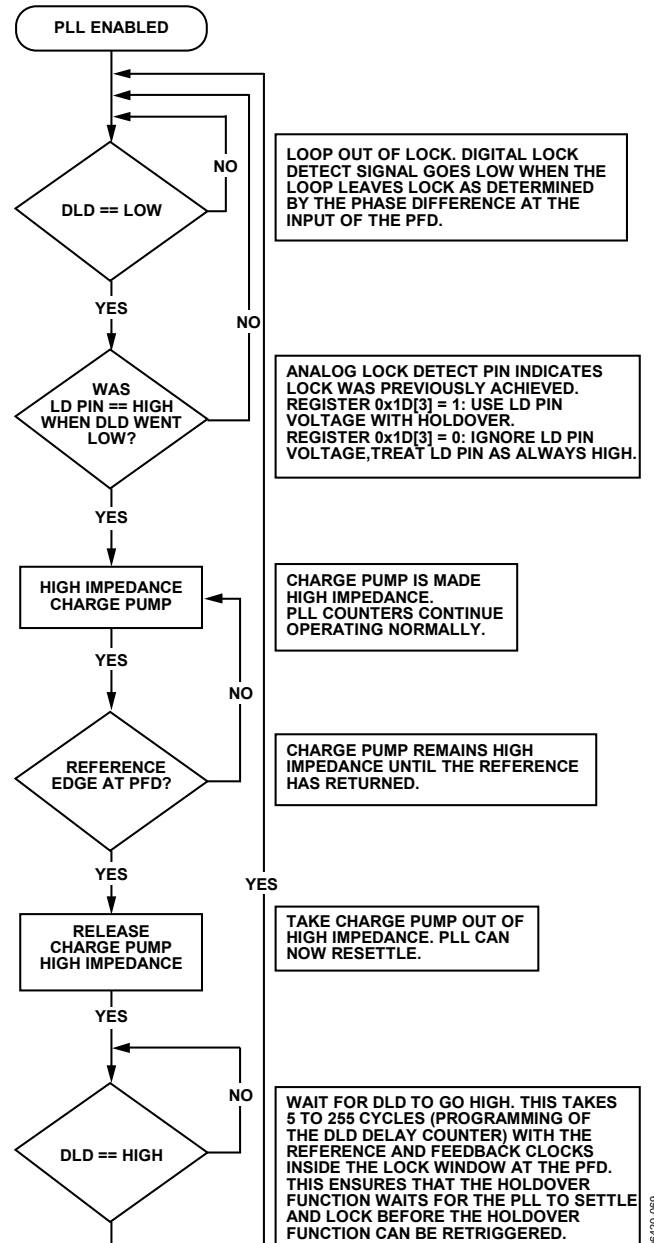 PLL ENABLED
NO
DLD == LOW
LOOP OUT OF LOCK. DIGITAL LOCK
DETECT SIGNAL GOES LOW WHEN THE
LOOP LEAVES LOCK AS DETERMINED
BY THE PHASE DIFFERENCE AT THE
INPUT OF THE PFD.
YES
NO
WAS
LD PIN == HIGH
WHEN DLD WENT
LOW?
ANALOG LOCK DETECT PIN INDICATES
LOCK WAS PREVIOUSLY ACHIEVED.
REGISTER 0x1D[3] = 1: USE LD PIN
VOLTAGE WITH HOLDOVER.
REGISTER 0x1D[3] = 0: IGNORE LD PIN
VOLTAGE,TREAT LD PIN AS ALWAYS HIGH.
YES
HIGH IMPEDANCE
CHARGE PUMP
CHARGE PUMP IS MADE
HIGH IMPEDANCE.
PLL COUNTERS CONTINUE
OPERATING NORMALLY.
YES
NO
REFERENCE
EDGE AT PFD?
CHARGE PUMP REMAINS HIGH
IMPEDANCE UNTIL THE REFERENCE
HAS RETURNED.
YES
YES
RELEASE
CHARGE PUMP
HIGH IMPEDANCE
TAKE CHARGE PUMP OUT OF
HIGH IMPEDANCE. PLL CAN
NOW RESETTLE.
YES
NO
DLD == HIGH
WAIT FOR DLD TO GO HIGH. THIS TAKES
5 TO 255 CYCLES (PROGRAMMING OF
THE DLD DELAY COUNTER) WITH THE
REFERENCE AND FEEDBACK CLOCKS
INSIDE THE LOCK WINDOW AT THE PFD.
THIS ENSURES THAT THE HOLDOVER
FUNCTION WAITS FOR THE PLL TO SETTLE
AND LOCK BEFORE THE HOLDOVER
FUNCTION CAN BE RETRIGGERED.